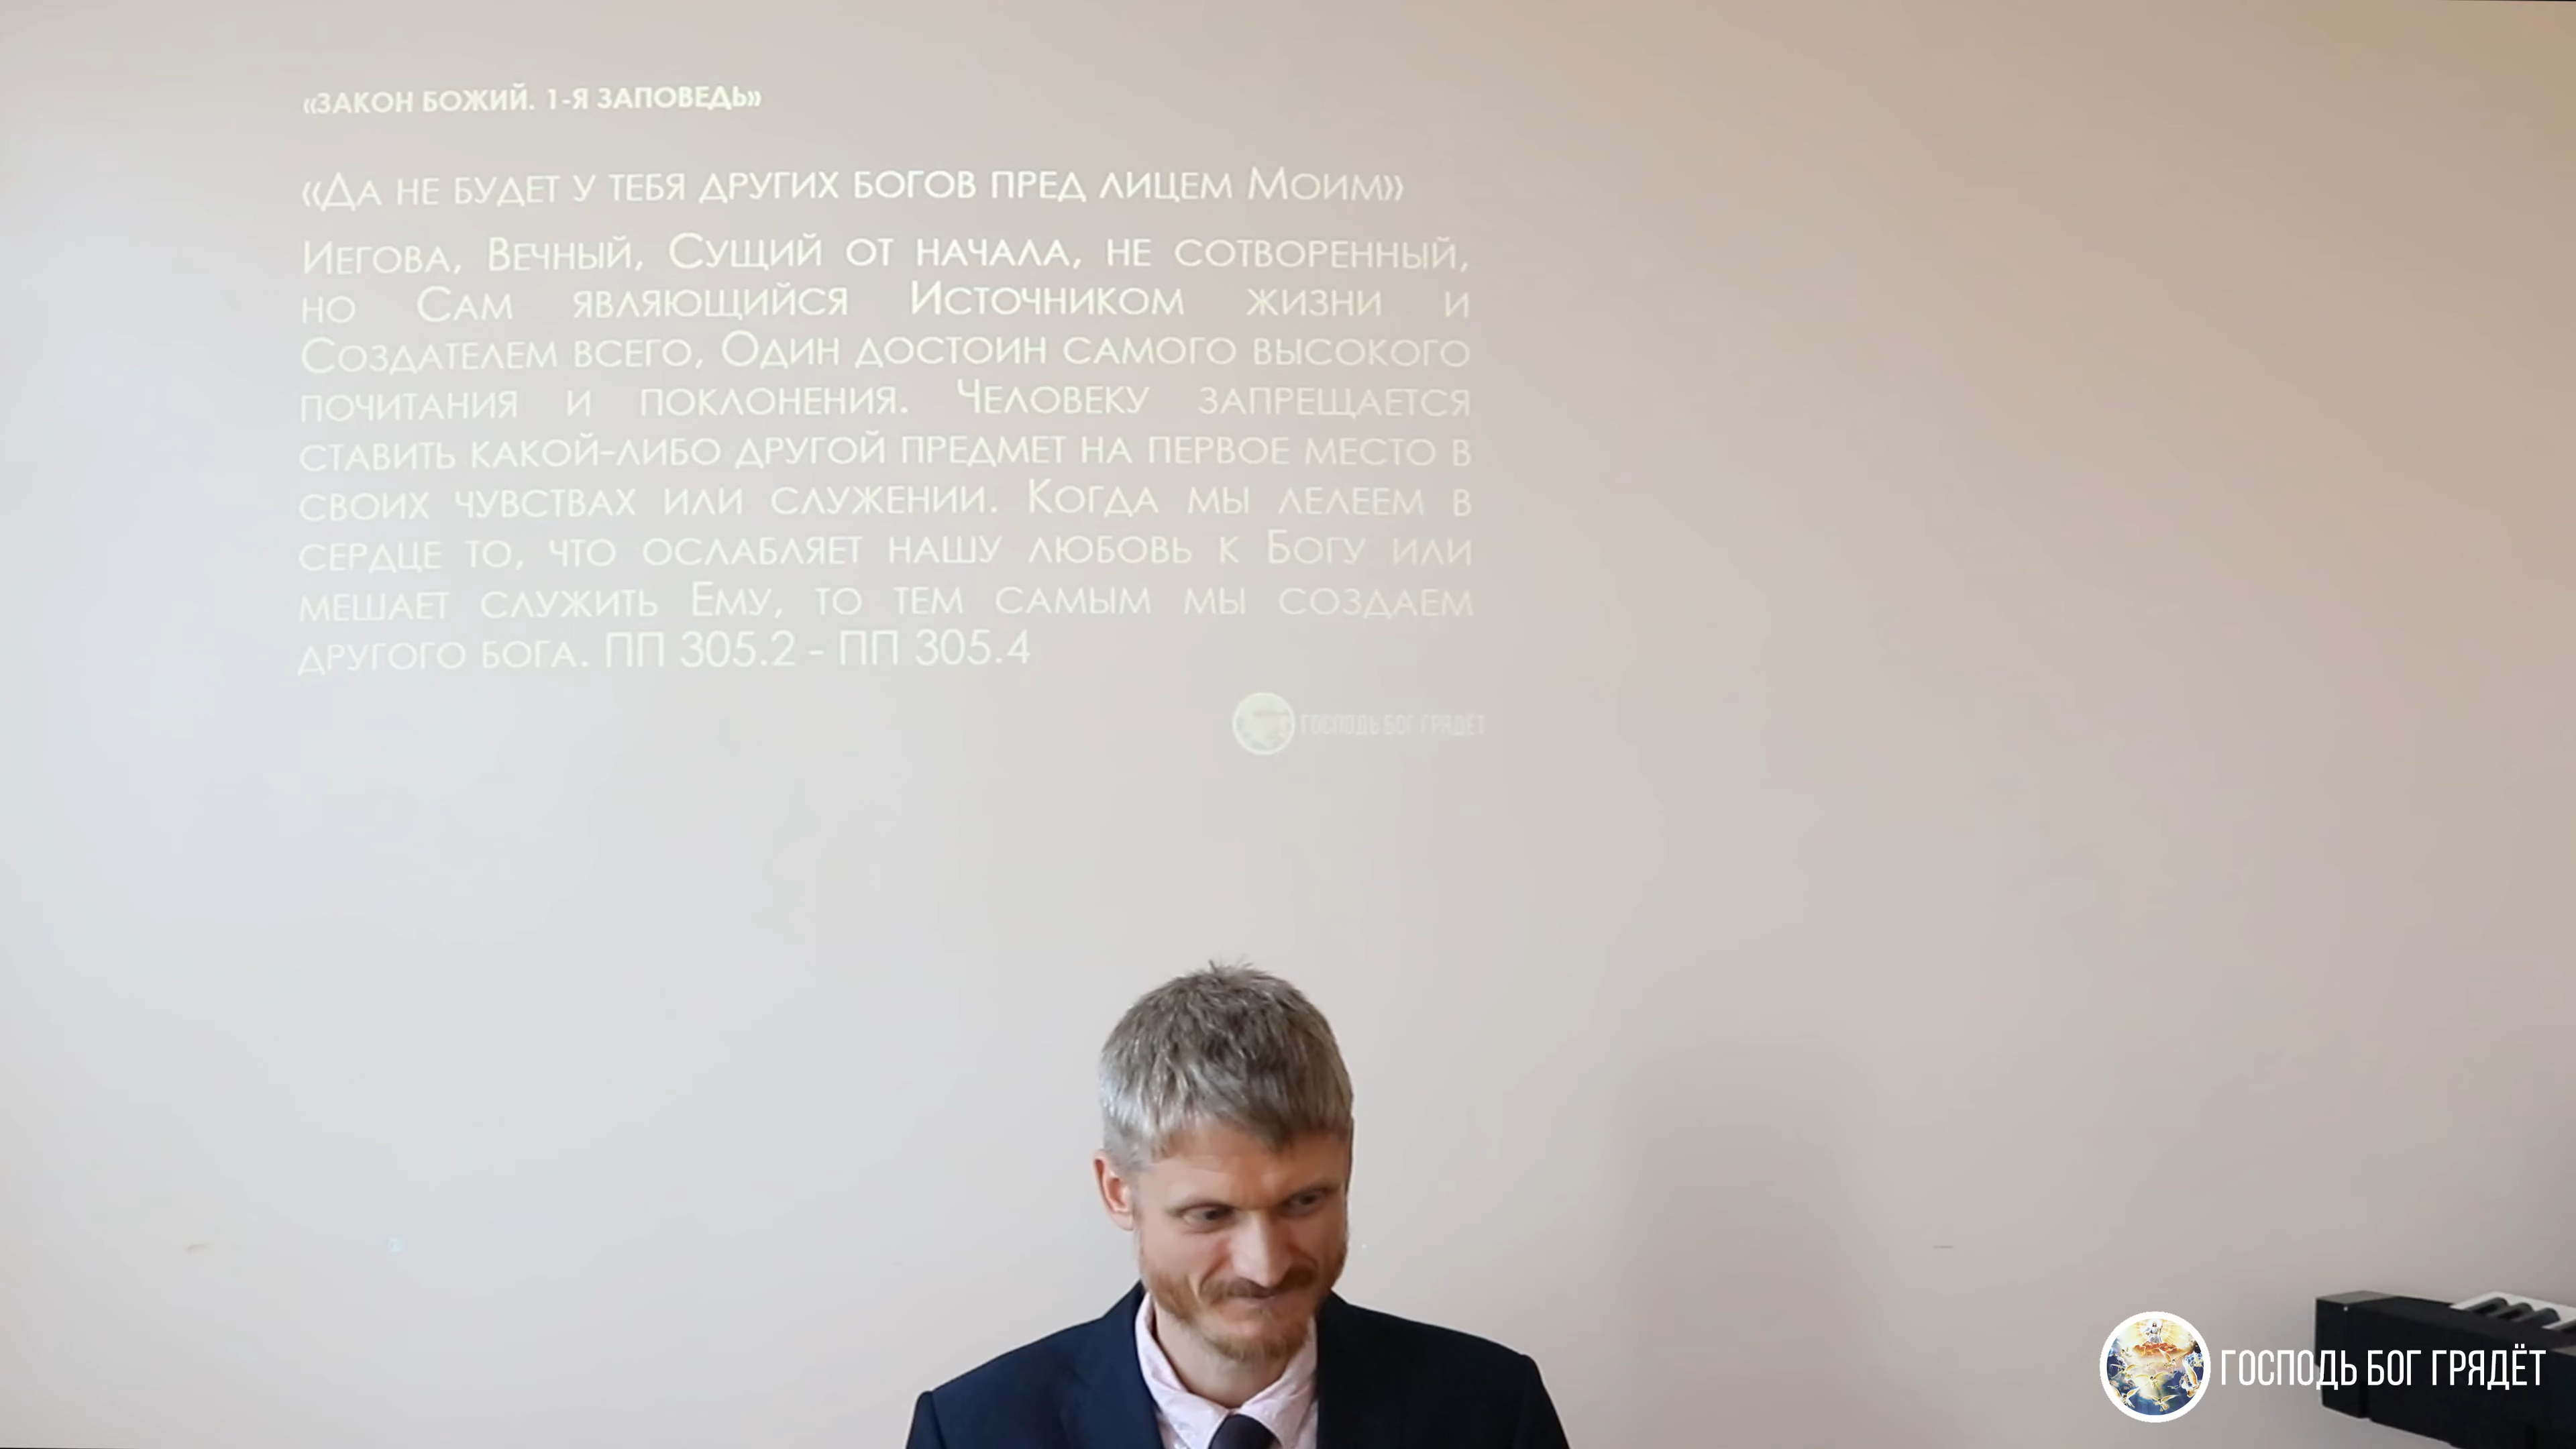 «ЗАКОН БОЖИЙ. 1-Я ЗАПОВЕДЬ»
«Да не будет у тебя других богов пред лицем Моим»
Иегова, Вечный, Сущий от начала, не сотворенный,
но Сам являющийся Источником жизни и
Создателем всего, Один достоин самого высокого
почитания и поклонения. Человеку запрещается
ставить какой-либо другой предмет на первое место в
своих чувствах или служении. Когда мы лелеем в
сердце то, что ослабляет нашу любовь к Богу или
мешает служить Ему, то тем самым мы создаем
другого бога. ПП 305.2 - ПП 305.4
ГОСПОДЬ БОГ ГРЯДЁТ
ГОСПОДЬ БОГ ГРЯДЁТ